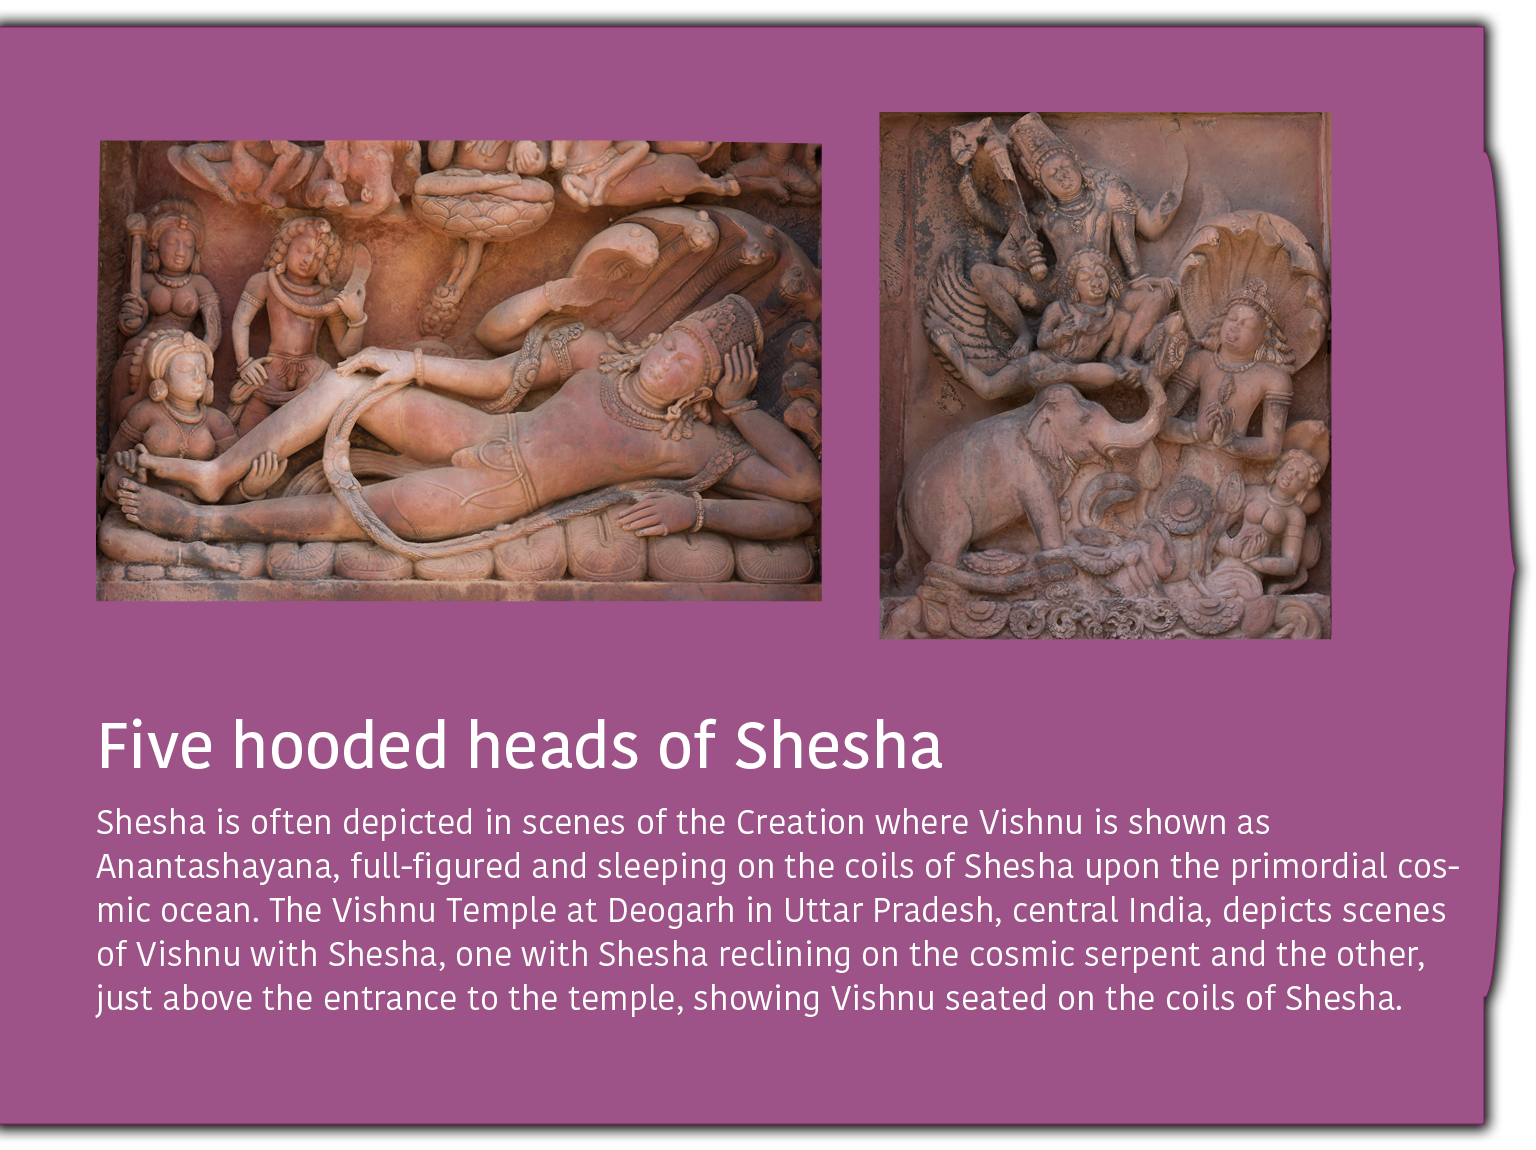 Five hooded heads of Shesha
Shesha is often depicted in scenes of the Creation where Vishnu is shown as
Anantashayana, full-figured and sleeping on the coils of Shesha upon the primordial cos-
mic ocean. The Vishnu Temple at Deogarh in Uttar Pradesh, central India, depicts scenes
of Vishnu with Shesha, one with Shesha reclining on the cosmic serpent and the other,
just above the entrance to the temple, showing Vishnu seated on the coils of Shesha.